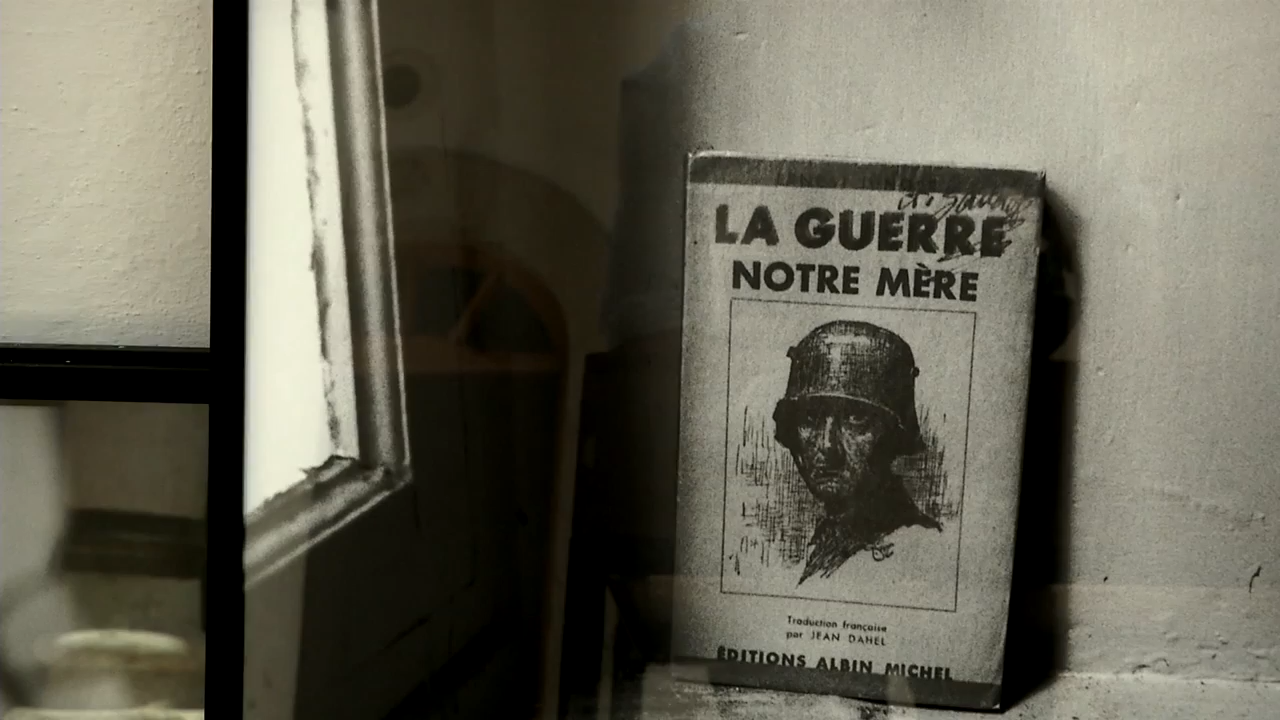 LA GUERRE
NOTRE MÈRE
Traduction française
par JEAN DAHEL
ÉDITIONS ALBIN MICHEL